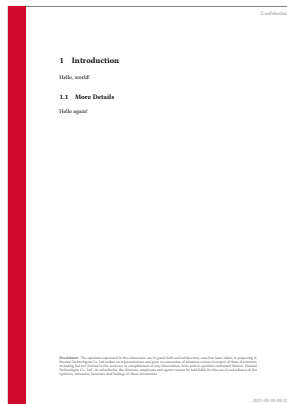 Confidential
1 Introduction
Hello, world!
1.1 More Details
Hello again!
Disclaimer: The opinions expressed in this document are in good faith and while every care has been taken in preparing it,
Huawei Technologies Co., Ltd makes no representations and gives no warranties of whatever nature in respect of these documents,
including but not limited to the accuracy or completeness of any information, facts and/or opinions contained therein. Huawei
Technologies Co., Ltd, its subsidiaries, the directors, employees and agents cannot be held liable for the use of and reliance of the
opinions, estimates, forecasts and findings in these documents.